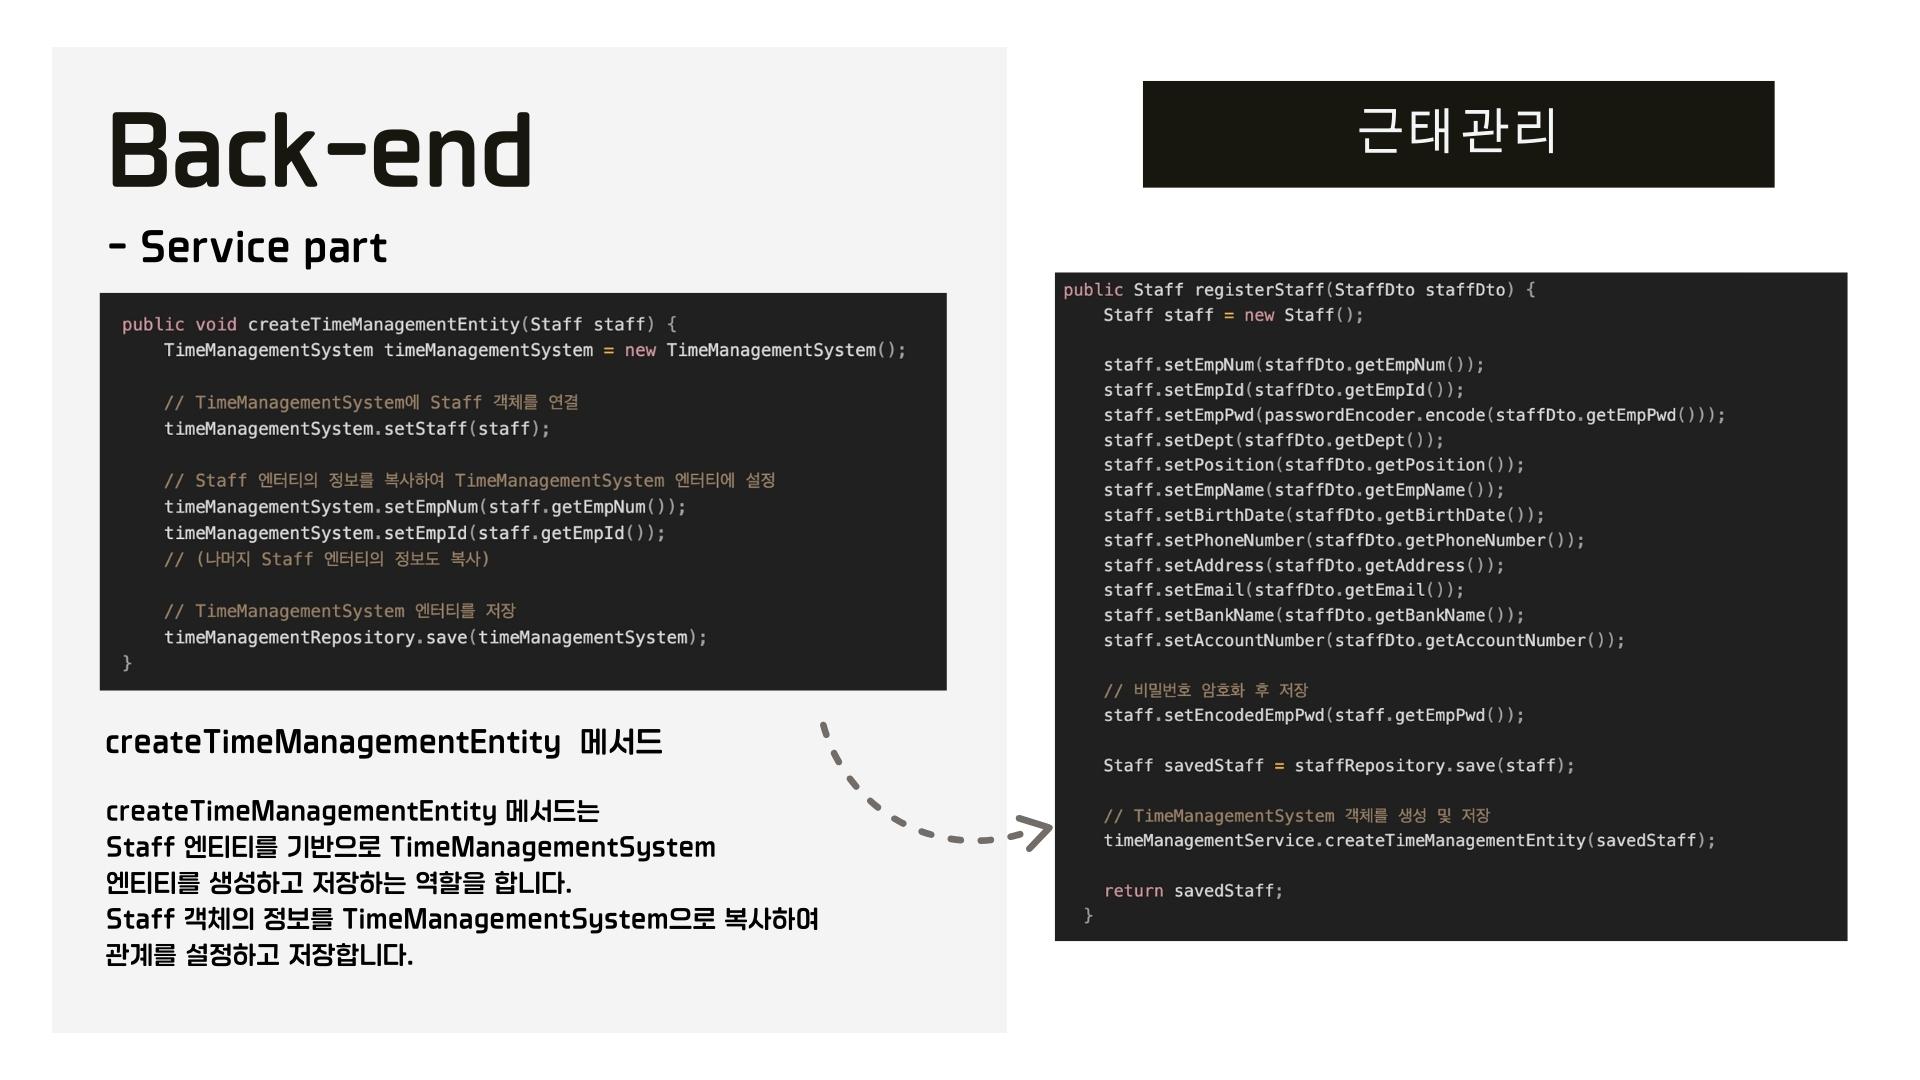 Back-end
- Service part
public void createTimeManagementEntity(Staff staff) {
    TimeManagementSystem timeManagementSystem = new TimeManagementSystem();

    // TimeManagementSystem에 Staff 객체를 연결
    timeManagementSystem.setStaff(staff);

    // Staff 엔터티의 정보를 복사하여 TimeManagementSystem 엔터티에 설정
    timeManagementSystem.setEmpNum(staff.getEmpNum());
    timeManagementSystem.setEmpId(staff.getEmpId());
    // (나머지 Staff 엔터티의 정보도 복사)

    // TimeManagementSystem 엔터티를 저장
    timeManagementRepository.save(timeManagementSystem);
}
createTimeManagementEntity 메서드
createTimeManagementEntity 메서드는
Staff 엔티티를 기반으로 TimeManagementSystem
엔티티를 생성하고 저장하는 역할을 합니다.
Staff 객체의 정보를 TimeManagementSystem으로 복사하여
관계를 설정하고 저장합니다.
근태관리
public Staff registerStaff(StaffDto staffDto) {
    Staff staff = new Staff();

    staff.setEmpNum(staffDto.getEmpNum());
    staff.setEmpId(staffDto.getEmpId());
    staff.setEmpPwd(passwordEncoder.encode(staffDto.getEmpPwd()));
    staff.setDept(staffDto.getDept());
    staff.setPosition(staffDto.getPosition());
    staff.setEmpName(staffDto.getEmpName());
    staff.setBirthDate(staffDto.getBirthDate());
    staff.setPhoneNumber(staffDto.getPhoneNumber());
    staff.setAddress(staffDto.getAddress());
    staff.setEmail(staffDto.getEmail());
    staff.setBankName(staffDto.getBankName());
    staff.setAccountNumber(staffDto.getAccountNumber());

    // 비밀번호 암호화 후 저장
    staff.setEncodedEmpPwd(staff.getEmpPwd());

    Staff savedStaff = staffRepository.save(staff);

    // TimeManagementSystem 객체를 생성 및 저장
    timeManagementService.createTimeManagementEntity(savedStaff);

    return savedStaff;
  }